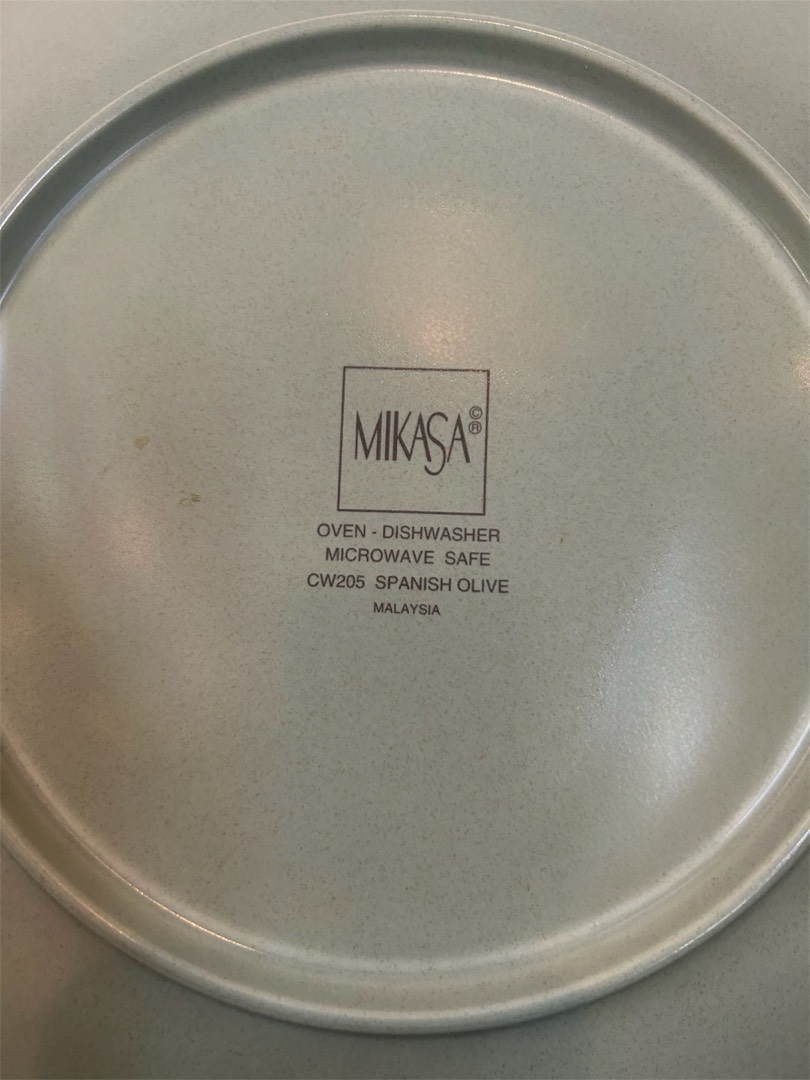 MIKASA©®
OVEN - DISHWASHER
MICROWAVE SAFE
CW205 SPANISH OLIVE
MALAYSIA